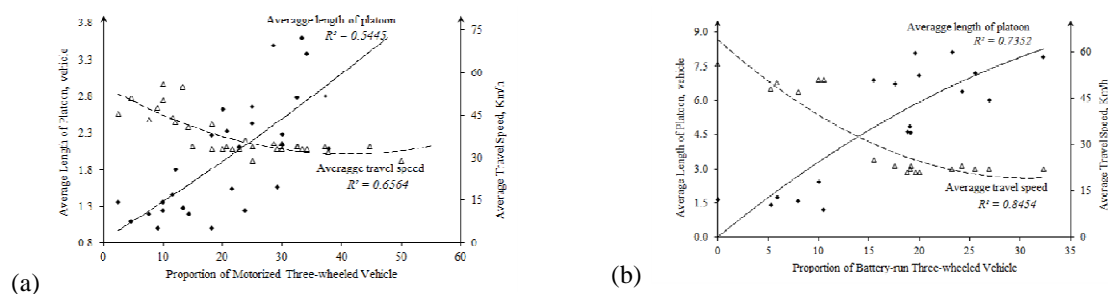 Averagge length of platoon
R² = 0.5445
3.8
3.3
2.8
2.3
1.8
1.3
0.8
75
60
45
30
15
0
Average Length of Platoon, vehicle
Average Travel Speed, Km/h
Averagge travel speed
R² = 0.6564
0 10 20 30 40 50 60
Proportion of Motorized Three-wheeled Vehicle
(a)
Averagge length of platoon
R² = 0.7352
9.0
7.5
6.0
4.5
3.0
1.5
0.0
60
50
40
30
20
10
0
Average Length of Platoon, vehicle
Average Travel Speed, Km/h
Averagge travel speed
R² = 0.8454
0 5 10 15 20 25 30 35
Proportion of Battery-run Three-wheeled Vehicle
(b)